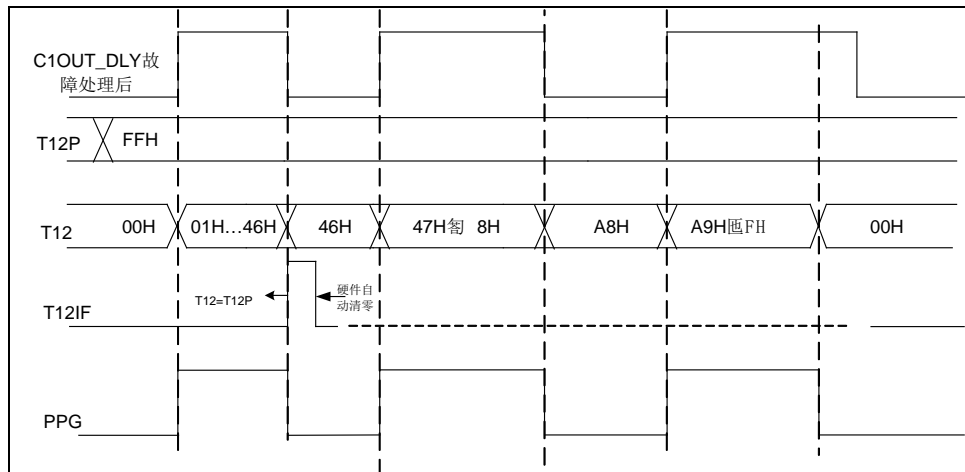 C1OUT_DLY故
障处理后
T12P
FFH
T12
00H
01H…46H
46H
47H 8H
A8H
A9H FH
00H
T12=T12P
硬件自
动清零
T12IF
PPG